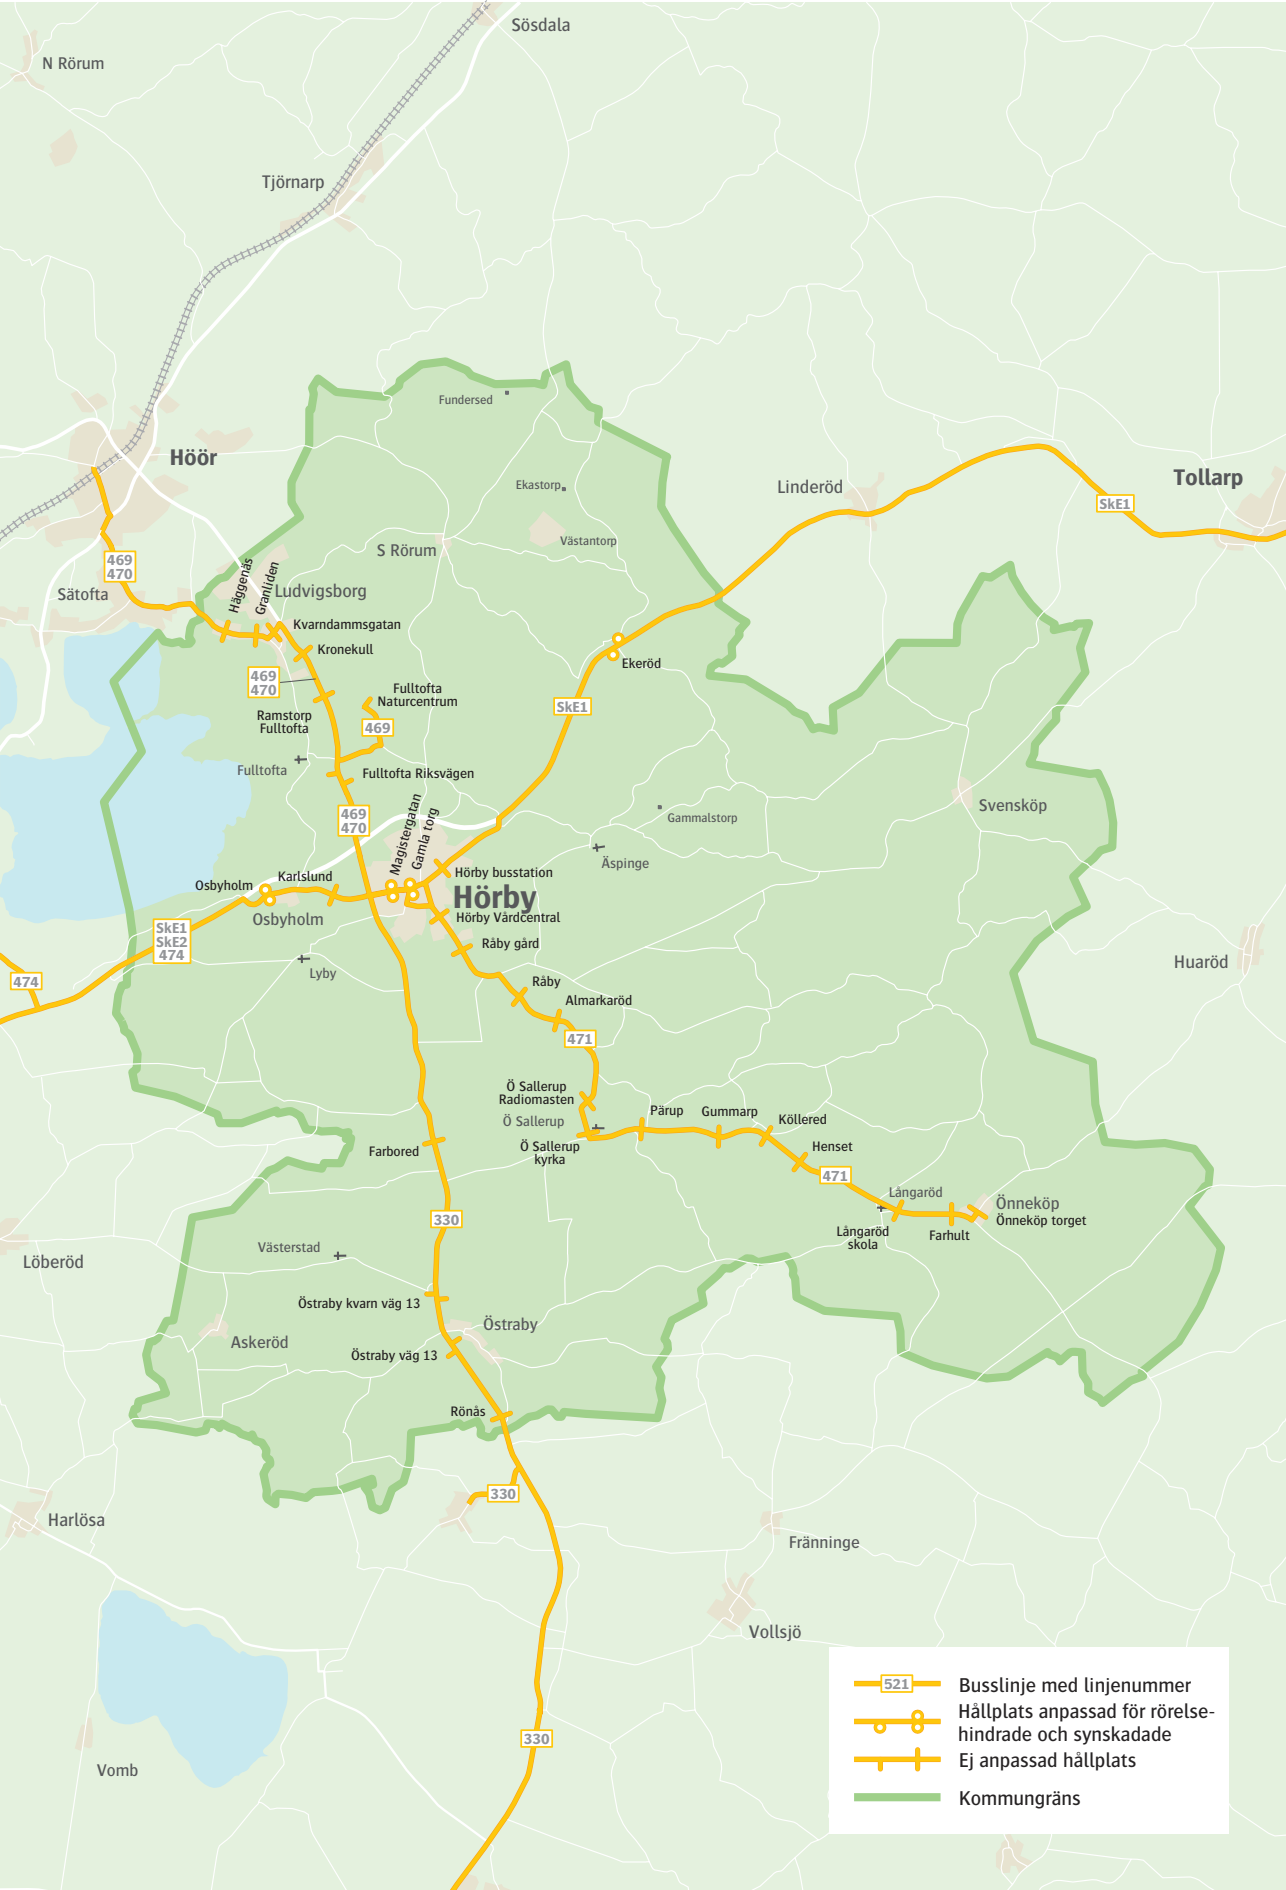 Sösdala
N Rörum
Tjörnarp
Fundersed
Höör
Tollarp
Linderöd
Ekastorp
SkE1
Västantorp
S Rörum
469
470
Häggenäs
Granliden
Ludvigsborg
Sätofta
Kvarndammsgatan
Kronekull
Ekeröd
469
470
Fulltofta
Naturcentrum
SkE1
Ramstorp
Fulltofta
469
Fulltofta
Fulltofta Riksvägen
Svensköp
469
470
Magistergatan
Gamla torg
Gammalstorp
Äspinge
Hörby busstation
Karlslund
Osbyholm
Hörby
Osbyholm
Hörby Vårdcentral
SkE1
SkE2
474
Råby gård
Huaröd
Lyby
474
Råby
Almarkaröd
471
Ö Sallerup
Radiomasten
Pärup
Gummarp
Köllered
Ö Sallerup
Ö Sallerup
kyrka
Henset
Farbored
471
Långaröd
Önneköp
Önneköp torget
330
Långaröd
skola
Farhult
Västerstad
Löberöd
Östraby kvarn väg 13
Östraby
Askeröd
Östraby väg 13
Rönås
330
Harlösa
Fränninge
Vollsjö
330
Vomb
521
Busslinje med linjenummer
Hållplats anpassad för rörelse-
hindrade och synskadade
Ej anpassad hållplats
Kommungräns